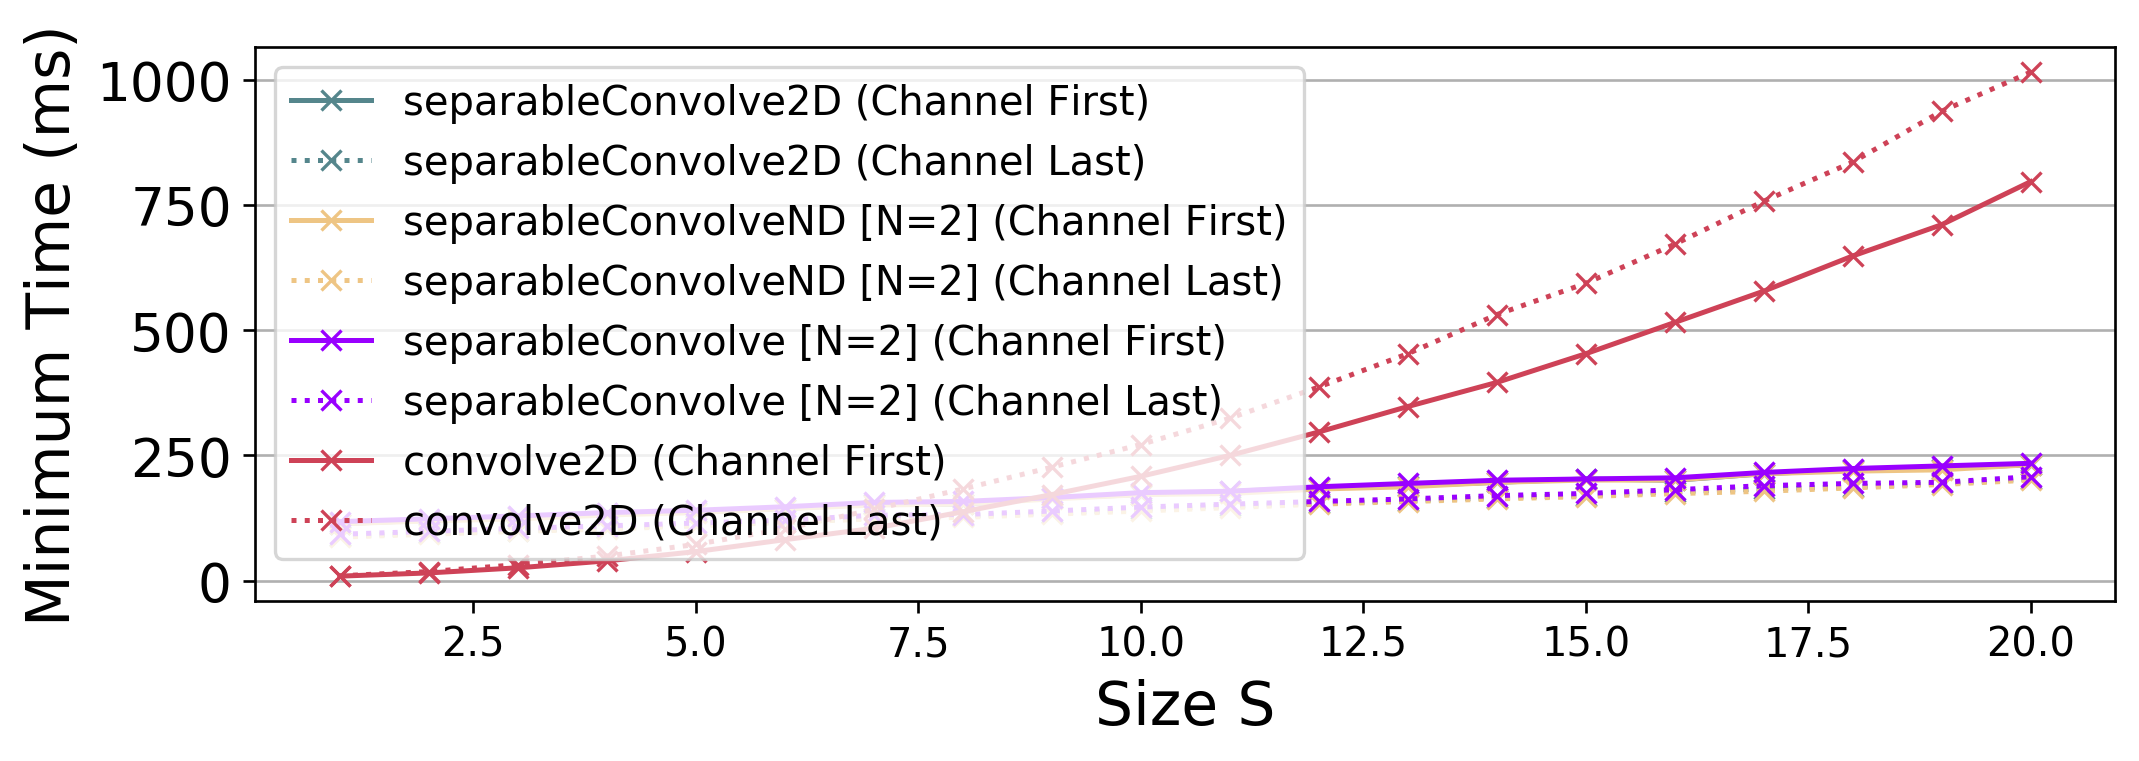 Minimum Time (ms)
1000
750
500
250
0
separableConvolve2D (Channel First)
separableConvolve2D (Channel Last)
separableConvolveND [N=2] (Channel First)
separableConvolveND [N=2] (Channel Last)
separableConvolve [N=2] (Channel First)
separableConvolve [N=2] (Channel Last)
convolve2D (Channel First)
convolve2D (Channel Last)
2.5 5.0 7.5 10.0 12.5 15.0 17.5 20.0
Size S